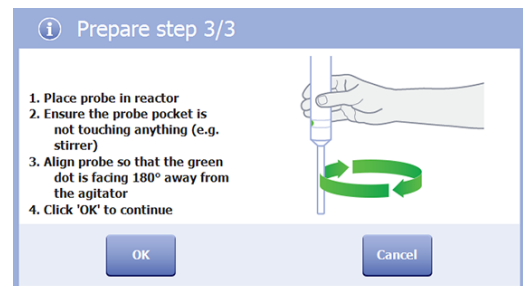 Prepare step 3/3
1. Place probe in reactor
2. Ensure the probe pocket is
not touching anything (e.g.
stirrer)
3. Align probe so that the green
dot is facing 180° away from
the agitator
4. Click 'OK' to continue
OK
Cancel